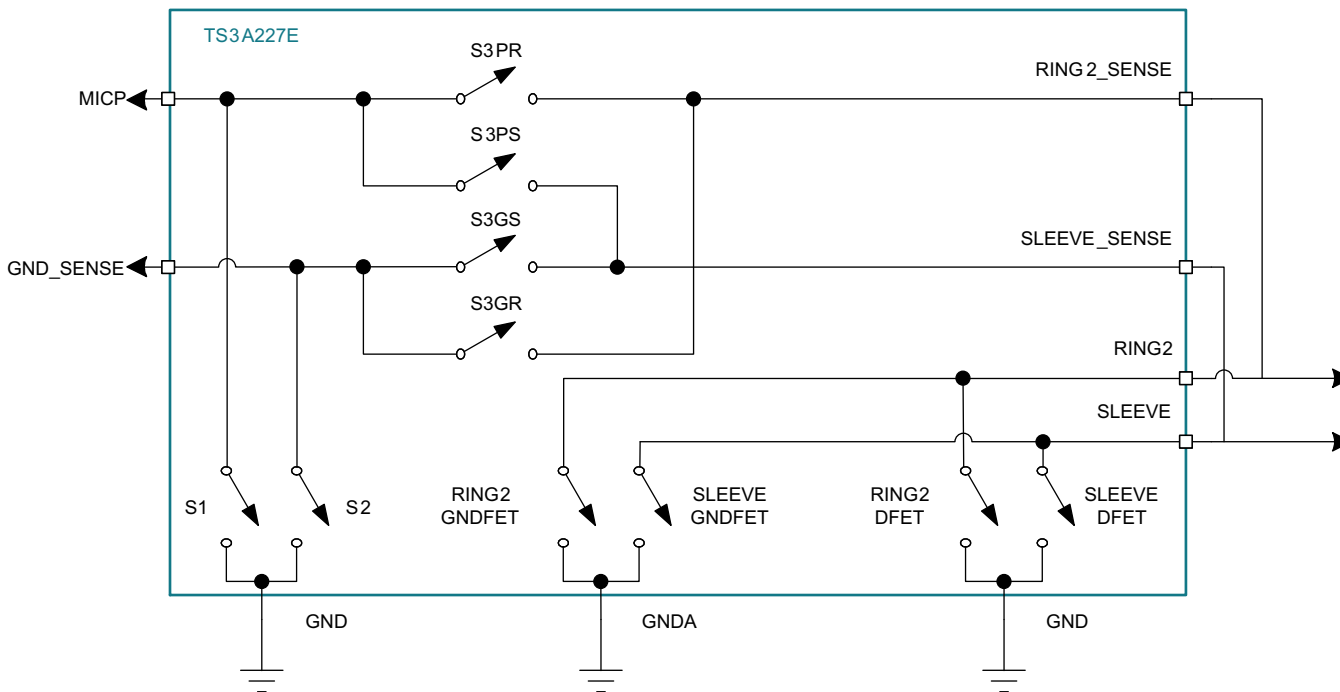 TS3A227E
S3PR
RING2_SENSE
MICP
S3PS
S3GS
SLEEVE_SENSE
GND_SENSE
S3GR
RING2
SLEEVE
S1
S2
RING2
GNDFET
SLEEVE
GNDFET
RING2
DFET
SLEEVE
DFET
GND
GNDA
GND